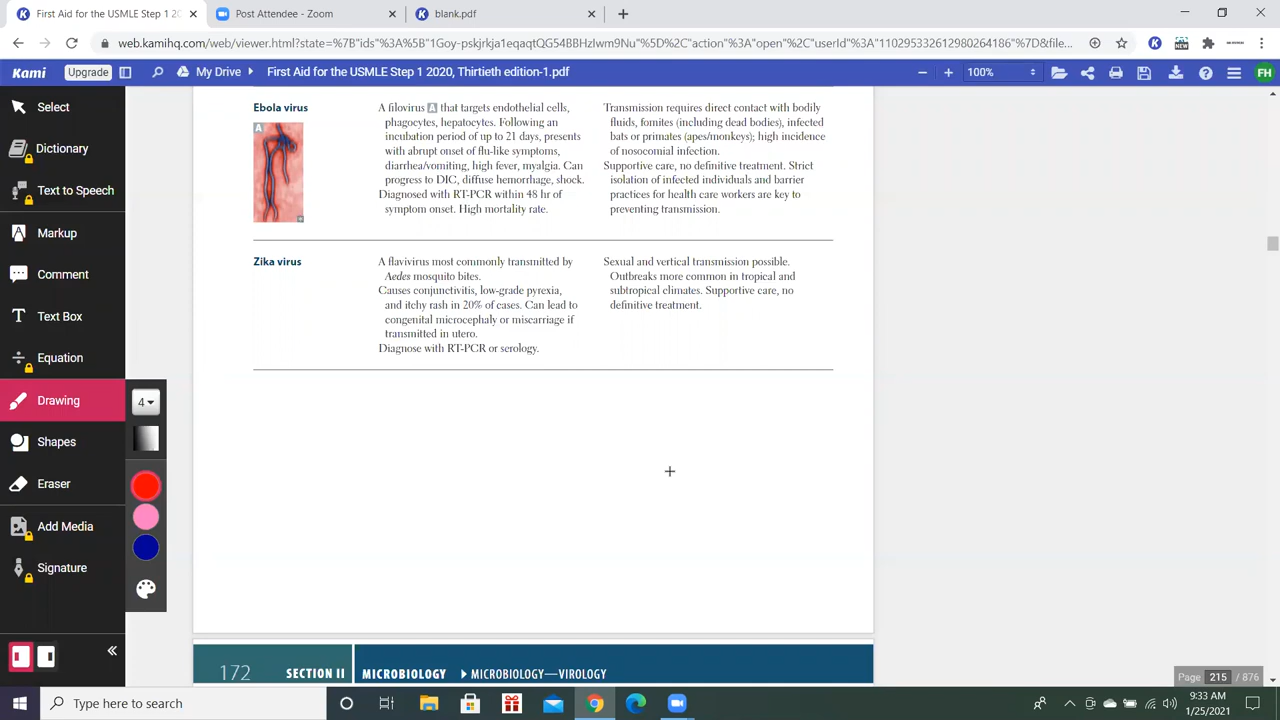 First Aid for the USMLE Step 1 20
Post Attendee - Zoom
blank.pdf
web.kamihq.com/web/viewer.html?state=%7B"ids"%3A%5B"1Goy-pskjrkja1eqaqtQG54BBHzIwm9Nu"%5D%2C"action"%3A"open"%2C"userId"%3A"110295332612980264186"%7D&file...
Kami
Upgrade
My Drive
First Aid for the USMLE Step 1 2020, Thirtieth edition-1.pdf
100%
FH
Select
Dictionary
Text to Speech
Markup
Comment
Text Box
Equation
Drawing
Shapes
Eraser
Add Media
Signature
4
Ebola virus
A
A filovirus A that targets endothelial cells,
phagocytes, hepatocytes. Following an
incubation period of up to 21 days, presents
with abrupt onset of flu-like symptoms,
diarrhea/vomiting, high fever, myalgia. Can
progress to DIC, diffuse hemorrhage, shock.
Diagnosed with RT-PCR within 48 hr of
symptom onset. High mortality rate.
Transmission requires direct contact with bodily
fluids, fomites (including dead bodies), infected
bats or primates (apes/monkeys); high incidence
of nosocomial infection.
Supportive care, no definitive treatment. Strict
isolation of infected individuals and barrier
practices for health care workers are key to
preventing transmission.
Zika virus
A flavivirus most commonly transmitted by
Aedes mosquito bites.
Causes conjunctivitis, low-grade pyrexia,
and itchy rash in 20% of cases. Can lead to
congenital microcephaly or miscarriage if
transmitted in utero.
Diagnose with RT-PCR or serology.
Sexual and vertical transmission possible.
Outbreaks more common in tropical and
subtropical climates. Supportive care, no
definitive treatment.
172 SECTION II MICROBIOLOGY ▸ MICROBIOLOGY—VIROLOGY
Page 215 / 876
Type here to search
9:33 AM
1/25/2021